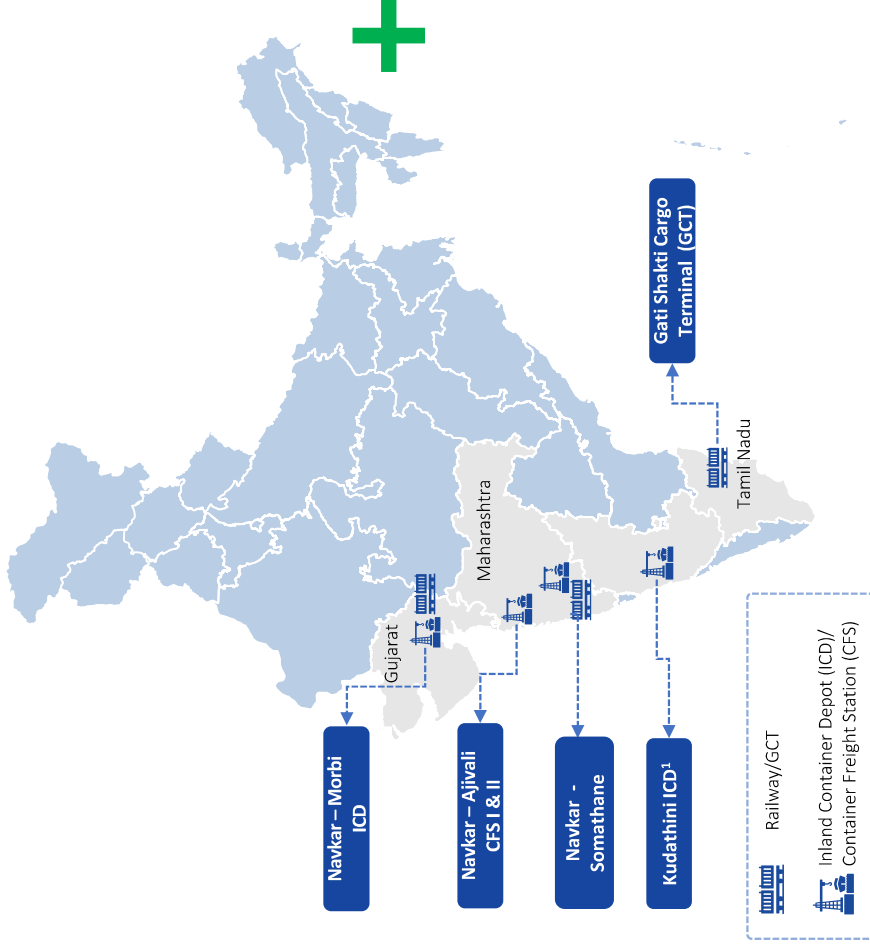 Navkar – Morbi
ICD
Gujarat
Navkar – Ajivali
CFS I & II
Maharashtra
Navkar -
Somathane
Kudathini ICD¹
Gati Shakti Cargo
Terminal (GCT)
Tamil Nadu
Railway/GCT
Inland Container Depot (ICD)/
Container Freight Station (CFS)